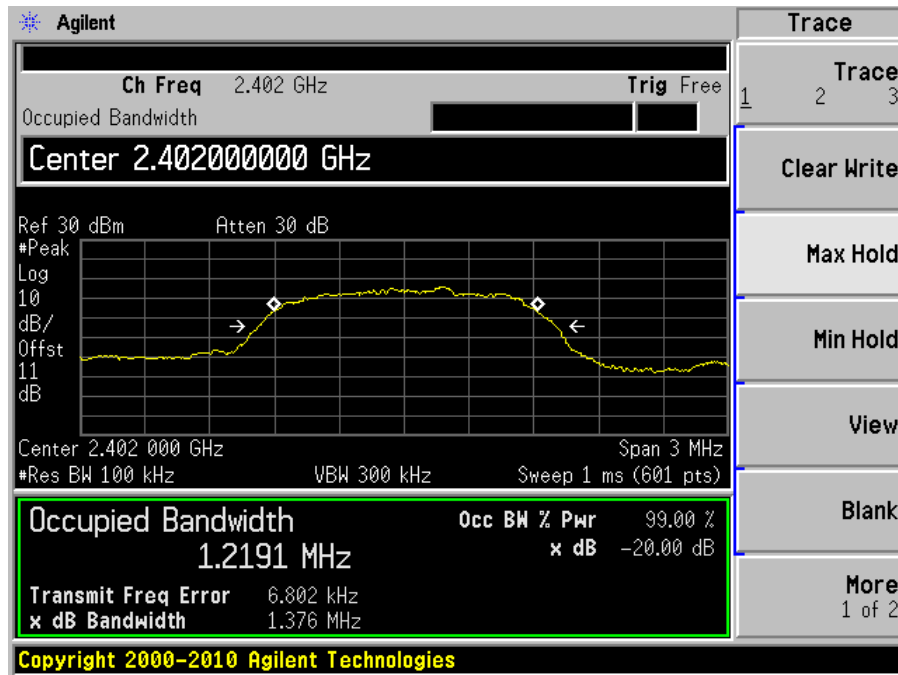 Agilent
Trace
Ch Freq 2.402 GHz Trig Free
Occupied Bandwidth
Center 2.402000000 GHz
Ref 30 dBm Atten 30 dB
#Peak
Log
10
dB/
Offst
11
dB
Center 2.402 000 GHz Span 3 MHz
#Res BW 100 kHz VBW 300 kHz Sweep 1 ms (601 pts)
Occupied Bandwidth
1.2191 MHz
Occ BW % Pwr 99.00 %
x dB -20.00 dB
Transmit Freq Error 6.802 kHz
x dB Bandwidth 1.376 MHz
Copyright 2000-2010 Agilent Technologies
Trace
1 2 3
Clear Write
Max Hold
Min Hold
View
Blank
More
1 of 2